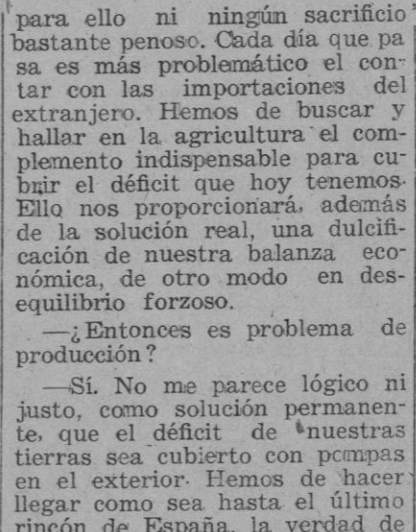 para ello ni ningún sacrificio
bastante penoso. Cada día que pa
sa es más problemático el con-
tar con las importaciones del
extranjero. Hemos de buscar y
hallar en la agricultura el com-
plemento indispensable para cu-
brir el déficit que hoy tenemos.
Ello nos proporcionará, además
de la solución real, una dulcifi-
cación de nuestra balanza eco-
nómica, de otro modo en des-
equilibrio forzoso.
—¿Entonces es problema de
producción?
—Sí. No me parece lógico ni
justo, como solución permanen-
te, que el déficit de nuestras
tierras sea cubierto con pompas
en el exterior. Hemos de hacer
llegar como sea hasta el último
rincón de España, la verdad de